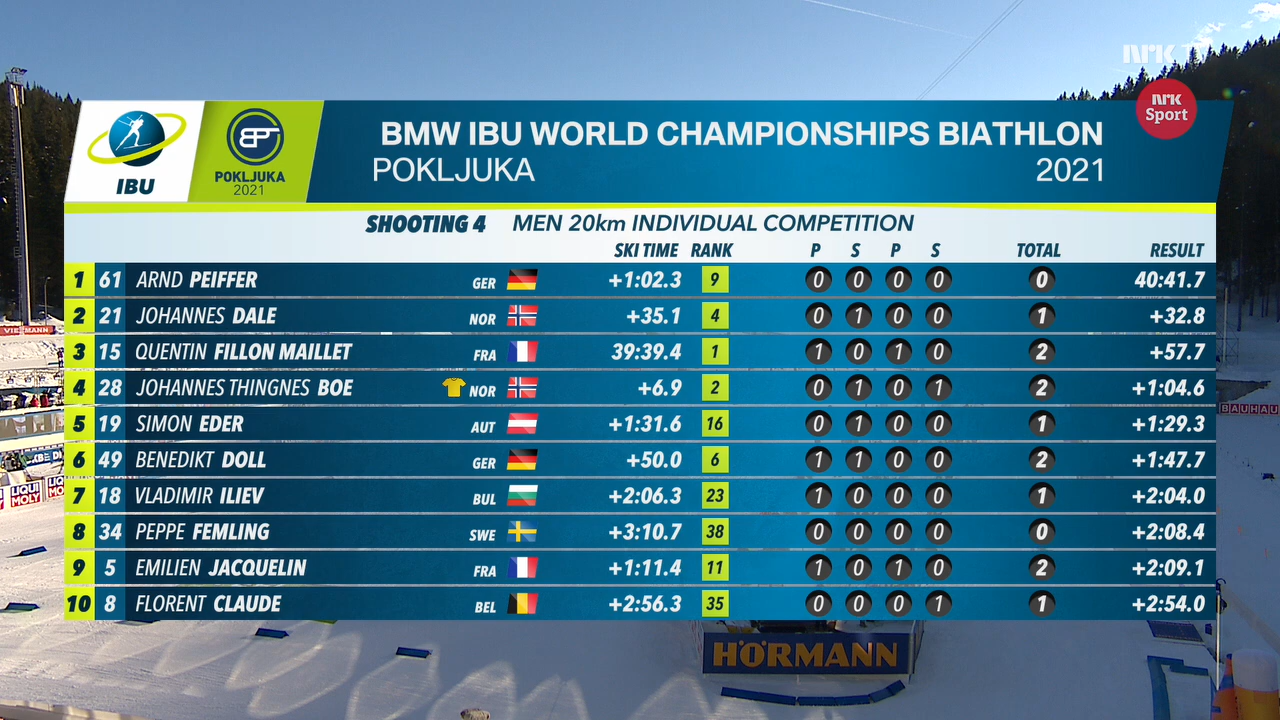 nrk TV
nrk Sport
IBU
POKLJUKA
2021
BMW IBU WORLD CHAMPIONSHIPS BIATHLON
POKLJUKA 2021
SHOOTING 4 MEN 20km INDIVIDUAL COMPETITION
SKI TIME RANK P S P S TOTAL RESULT
1 61 ARND PEIFFER GER +1:02.3 9 0 0 0 0 0 40:41.7
2 21 JOHANNES DALE NOR +35.1 4 0 1 0 0 1 +32.8
3 15 QUENTIN FILLON MAILLET FRA 39:39.4 1 1 0 1 0 2 +57.7
4 28 JOHANNES THINGNES BOE NOR +6.9 2 0 1 0 1 2 +1:04.6
5 19 SIMON EDER AUT +1:31.6 16 0 1 0 0 1 +1:29.3
6 49 BENEDIKT DOLL GER +50.0 6 1 1 0 0 2 +1:47.7
7 18 VLADIMIR ILIEV BUL +2:06.3 23 1 0 0 0 1 +2:04.0
8 34 PEPPE FEMLING SWE +3:10.7 38 0 0 0 0 0 +2:08.4
9 5 EMILIEN JACQUELIN FRA +1:11.4 11 1 0 1 0 2 +2:09.1
10 8 FLORENT CLAUDE BEL +2:56.3 35 0 0 0 1 1 +2:54.0
VIESSMANN
BAUHAUS
LIQUI MOLY
HÖRMANN